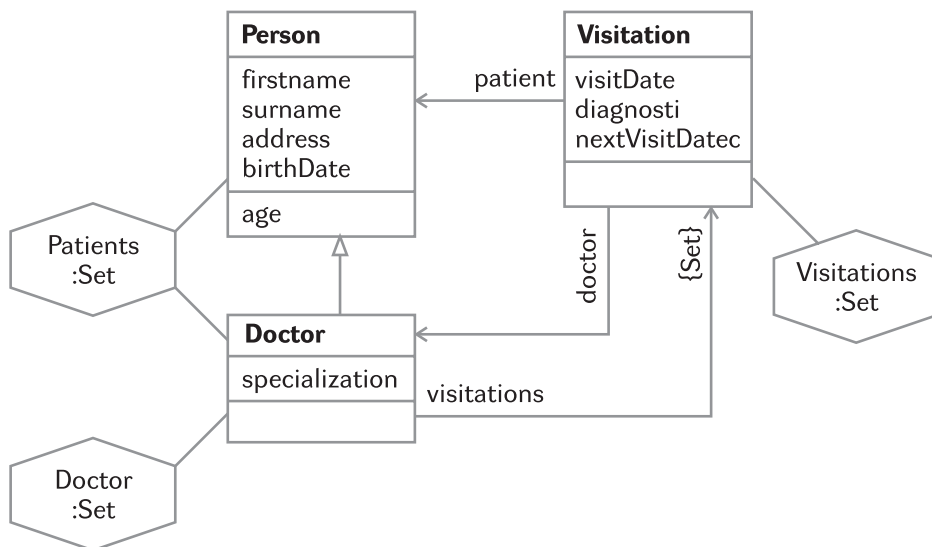 Person
firstname
surname
address
birthDate
age
Visitation
visitDate
diagnosti
nextVisitDatec
patient
Patients
:Set
doctor
{Set}
Visitations
:Set
Doctor
specialization
visitations
Doctor
:Set